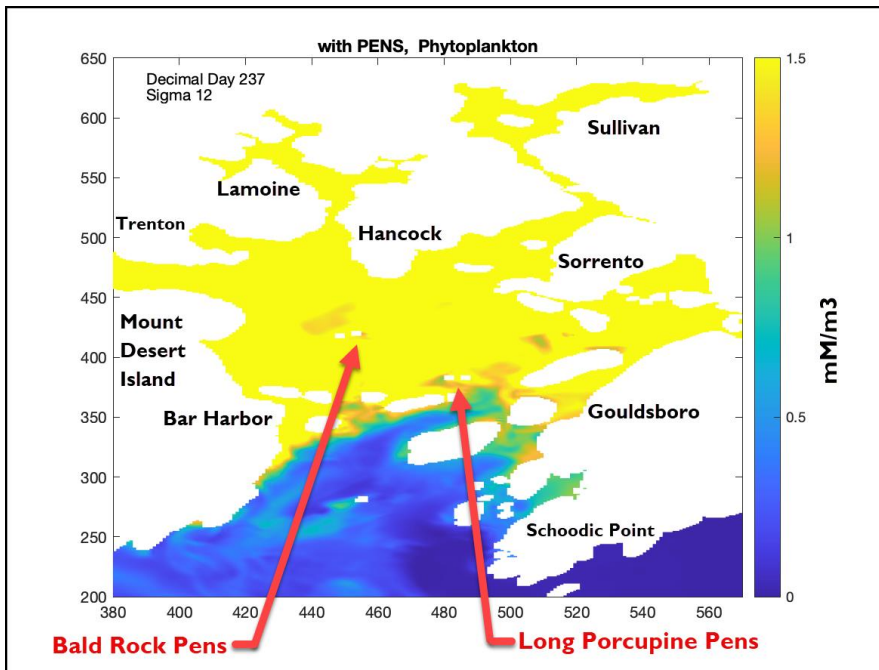 with PENS,  Phytoplankton
650
600
550
500
450
400
350
300
250
200
Decimal Day 237
Sigma 12
Sullivan
Lamoine
Trenton
Hancock
Sorrento
Mount
Desert
Island
Bar Harbor
Gouldsboro
Schoodic Point
380 400 420 440 460 480 500 520 540 560
1.5
1
0.5
0
mM/m3
Bald Rock Pens
Long Porcupine Pens